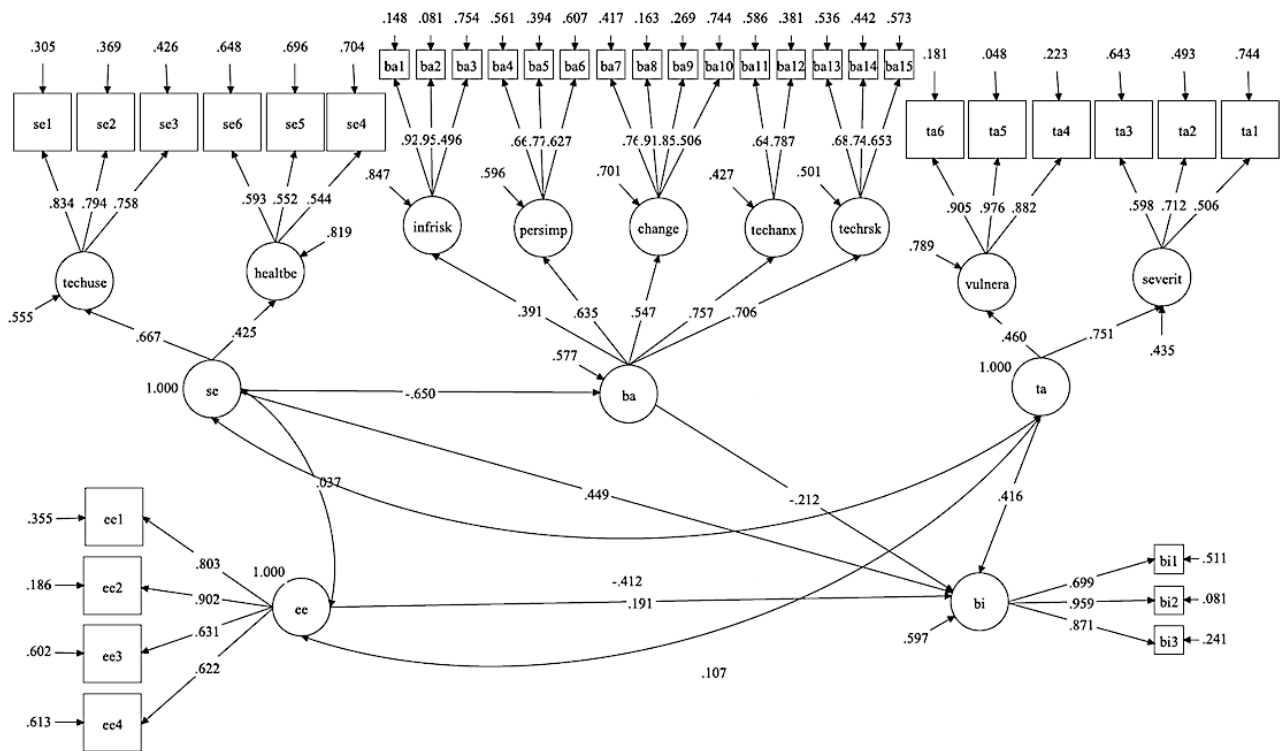 .148 .081 .754 .561 .394 .607 .417 .163 .269 .744 .586 .381 .536 .442 .573
.305 .369 .426 .648 .696 .704 .181 .048 .223 .643 .493 .744
ba1 ba2 ba3 ba4 ba5 ba6 ba7 ba8 ba9 ba10 ba11 ba12 ba13 ba14 ba15
se1 se2 se3 se6 se5 se4 ta6 ta5 ta4 ta3 ta2 ta1
.92 .95 .496 .66 .77 .627 .76 .91 .85 .506 .64 .787 .68 .74 .653
.847 .596 .701 .427 .501
.834 .794 .758 .593 .552 .544 .905 .976 .882 .598 .712 .506
infrisk persimp change techanx techrsk
.819 .789
techuse healtbe vulnera severit
.555 .391 .635 .547 .757 .706
.667 .425 .460 .751 .435
.577
1.000 se -.650 ba 1.000 ta
.037 .449 -.212 .416
.355 ee1
.803
1.000 -.412
.186 ee2 .902 .191
ee bi
.699 bi1 .511
.959 bi2 .081
.871 bi3 .241
.631 .597
.602 ee3
.622 .107
.613 ee4